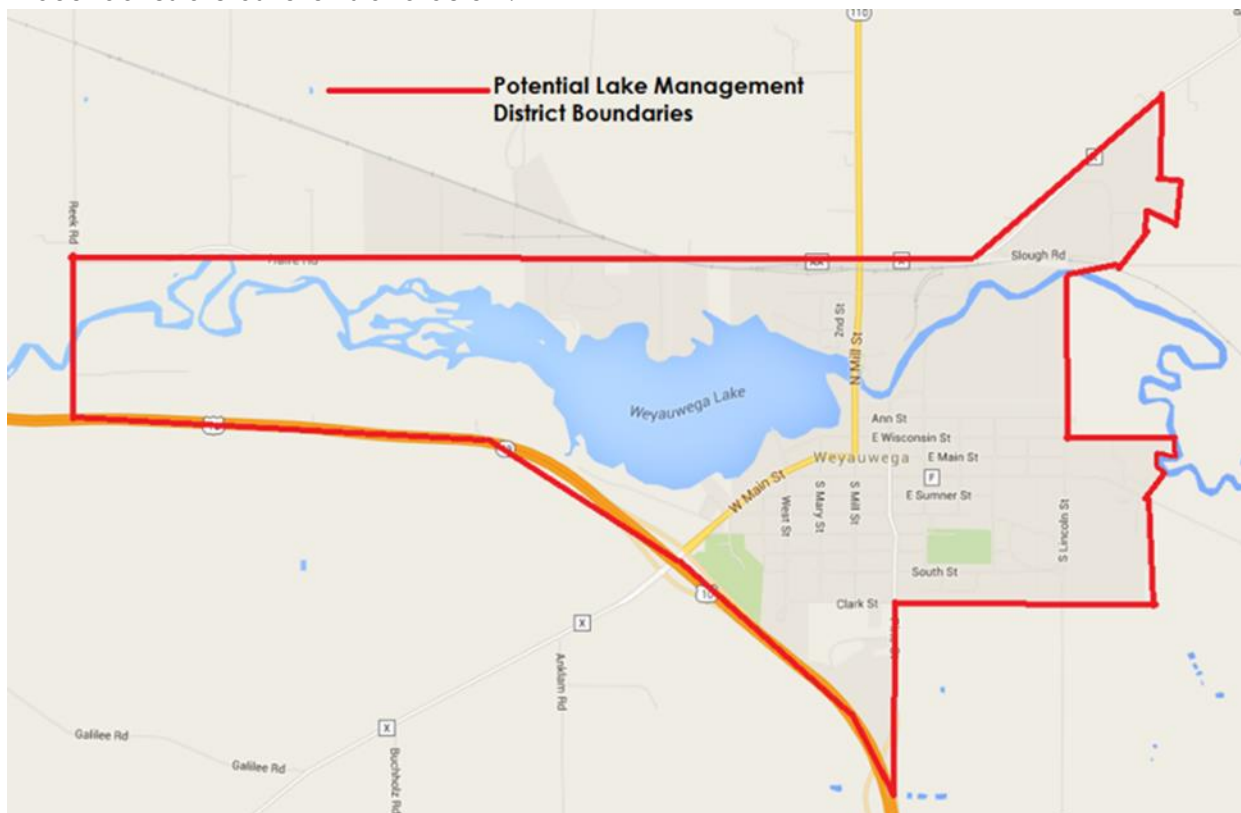 110
Potential Lake Management
District Boundaries
Reek Rd
Slough Rd
AA
2nd St
N Mill St
Weyauwega Lake
Ann St
E Wisconsin St
Weyauwega
E Main St
F
W Main St
E Sumner St
West St
S Mary St
S Mill St
S Lincoln St
South St
10
Clark St
X
Anklam Rd
X
Galilee Rd
Galilee Rd
Buchholz Rd